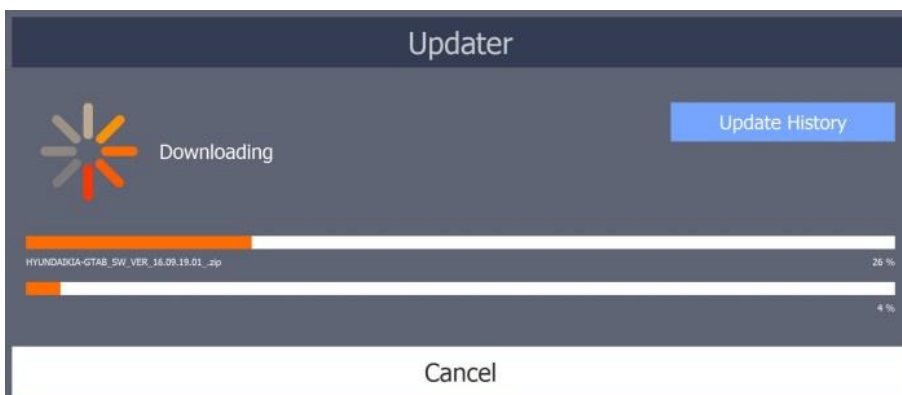 Updater
Update History
Downloading
HYUNDAIKIA-GTAB_SW_VER_16.09.19.01_.zip
26 %
4 %
Cancel